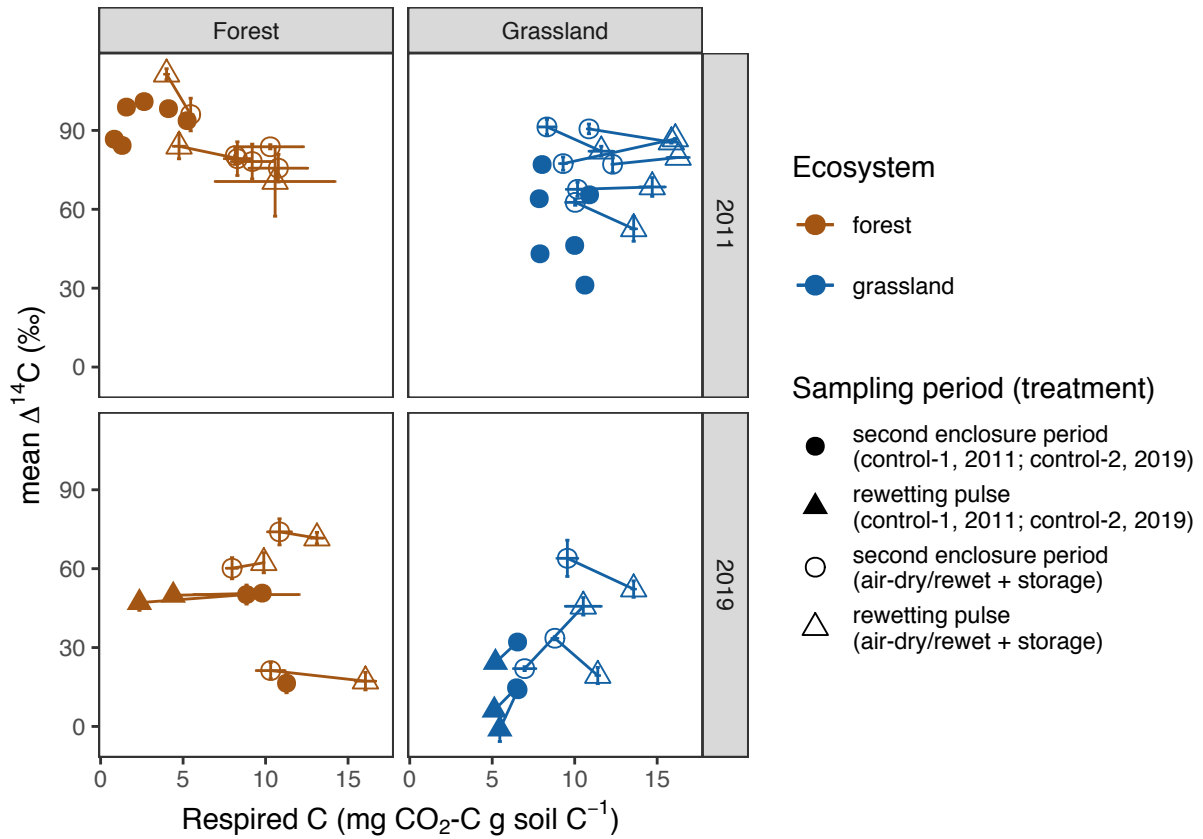 Forest
Grassland
90
60
30
0
2011
90
60
30
0
2019
0 5 10 15
5 10 15
mean Δ¹⁴C (‰)
Respired C (mg CO₂-C g soil C⁻¹)
Ecosystem
forest
grassland
Sampling period (treatment)
second enclosure period
(control-1, 2011; control-2, 2019)
rewetting pulse
(control-1, 2011; control-2, 2019)
second enclosure period
(air-dry/rewet + storage)
rewetting pulse
(air-dry/rewet + storage)